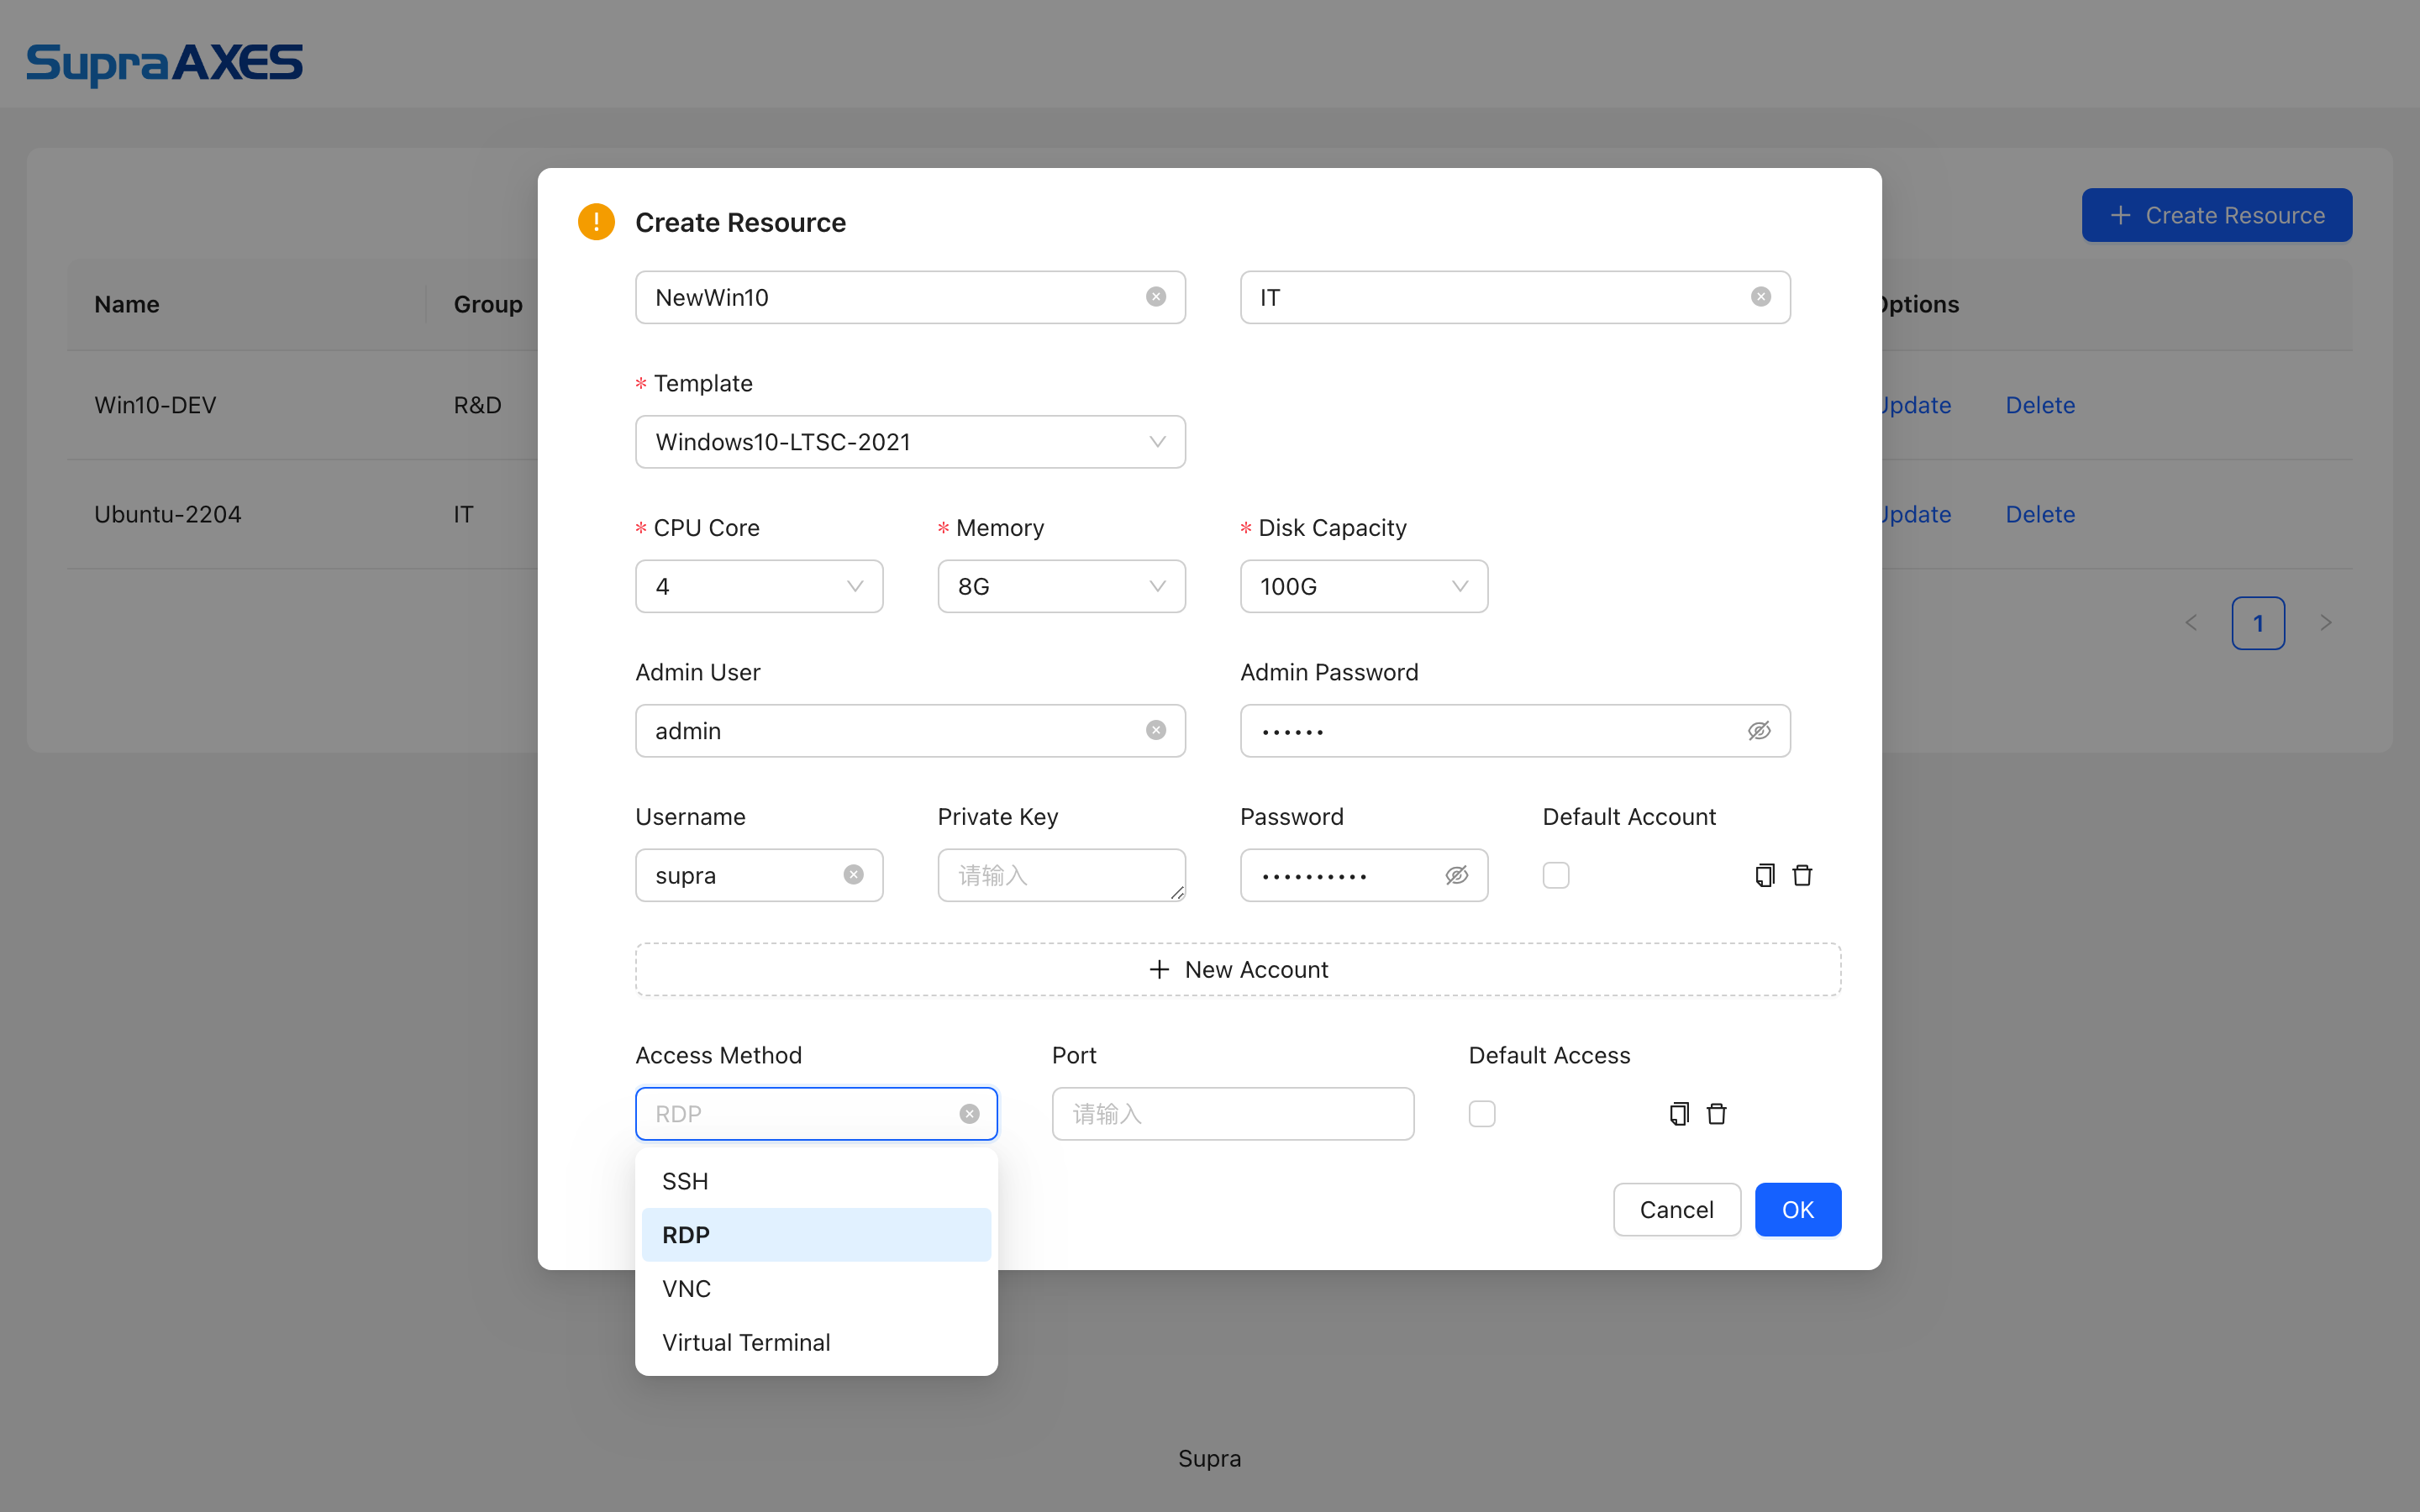 SupraAXES
Create Resource
Create Resource
Name
Group
Options
NewWin10
IT
Win10-DEV
R&D
Update
Delete
* Template
Windows10-LTSC-2021
Ubuntu-2204
IT
Update
Delete
* CPU Core
* Memory
* Disk Capacity
4
8G
100G
1
Admin User
Admin Password
admin
••••••
Username
Private Key
Password
Default Account
supra
请输入
••••••••••
New Account
Access Method
Port
Default Access
RDP
请输入
SSH
RDP
VNC
Virtual Terminal
Cancel
OK
Supra